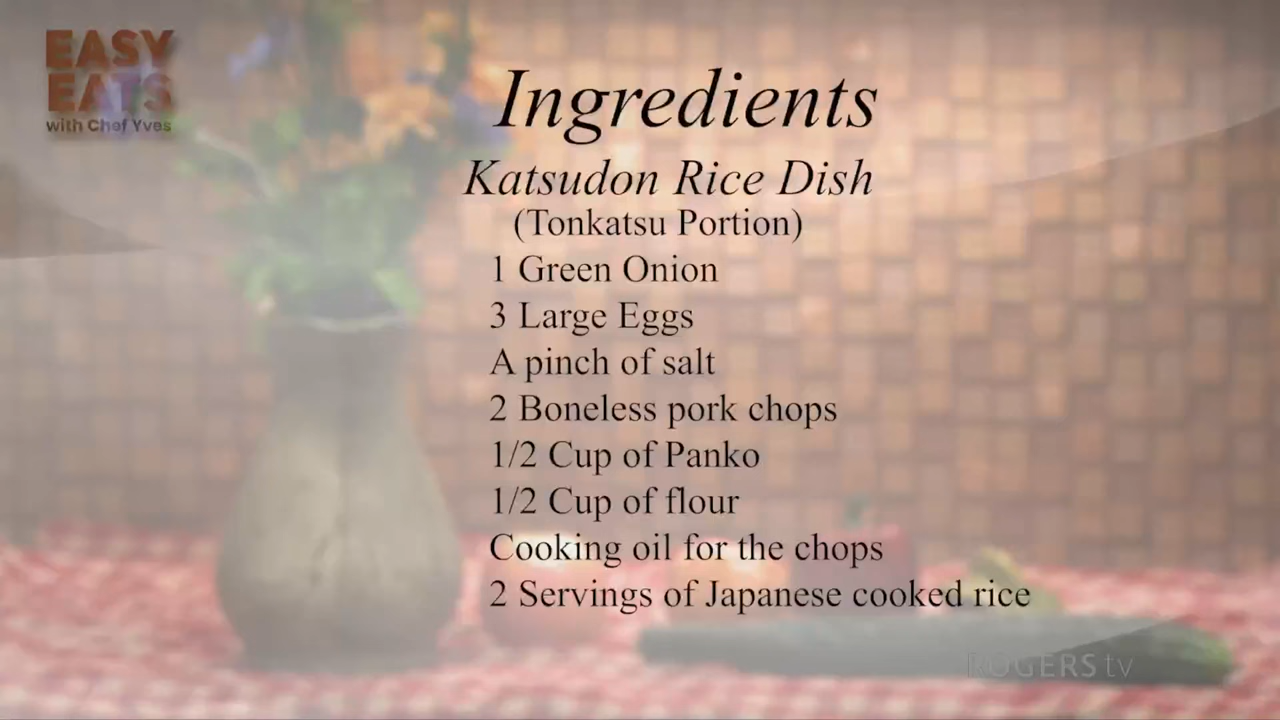 EASY
EATS
with Chef Yves
Ingredients
Katsudon Rice Dish
(Tonkatsu Portion)
1 Green Onion
3 Large Eggs
A pinch of salt
2 Boneless pork chops
1/2 Cup of Panko
1/2 Cup of flour
Cooking oil for the chops
2 Servings of Japanese cooked rice
ROGERS tv